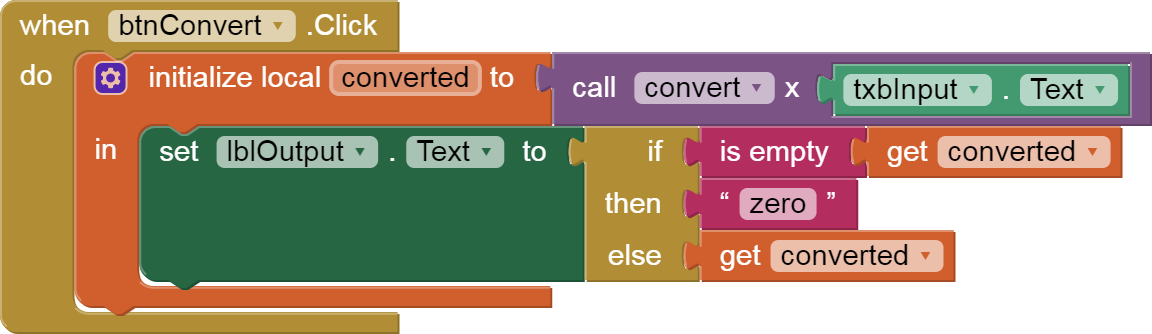 when btnConvert .Click
do initialize local converted to call convert x txbInput . Text
in set lblOutput . Text to if is empty get converted
then “ zero ”
else get converted